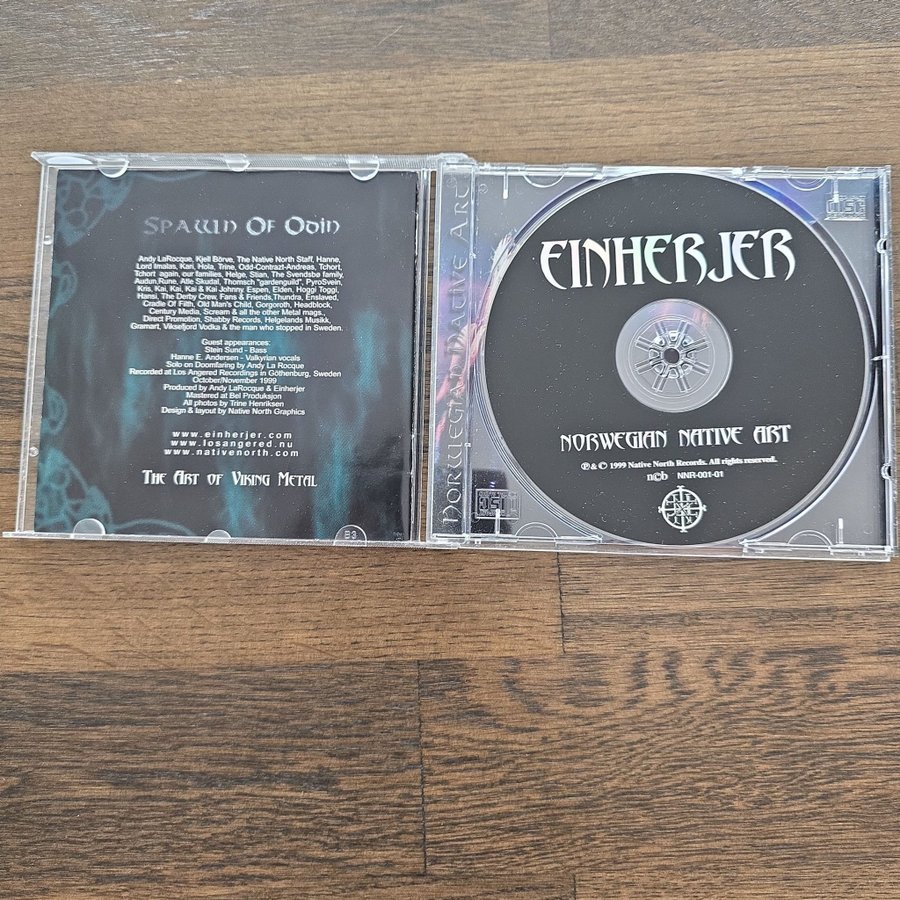 Spawn Of Odin
Andy LaRocque, Kjell Börve, The Native North Staff, Hanne,
Lord Imalas, Kari, Hola, Trine, Odd-Contrazt-Andreas, Tchort,
Tchort again, our families, Helge, Stian, The Svendsbø family,
Audun, Rune, Atle Skudal, Thomsch "gardenguild", PyroSvein,
Kris, Kai, Kai, Kai & Kai Johnny, Espen, Elden, Hoggi Toggi,
Hansi, The Derby Crew, Fans & Friends,Thundra, Enslaved,
Cradle Of Filth, Old Man's Child, Gorgoroth, Headblock,
Century Media, Scream & all the other Metal mags.,
Direct Promotion, Shabby Records, Helgelands Musikk,
Gramart, Viksefjord Vodka & the man who stopped in Sweden.
Guest appearances:
Stein Sund - Bass
Hanne E. Andersen - Valkyrian vocals
Solo on Doomfaring by Andy La Rocque
Recorded at Los Angered Recordings in Göthenburg, Sweden
October/November 1999
Produced by Andy LaRocque & Einherjer
Mastered at Bel Produksjon
All photos by Trine Henriksen
Design & layout by Native North Graphics
www.einherjer.com
www.losangered.nu
www.nativenorth.com
The Art of Viking Metal
B3
Norwegian Native Art
EINHERJER
NORWEGIAN NATIVE ART
℗ & © 1999 Native North Records. All rights reserved.
n©b NNR-001-01